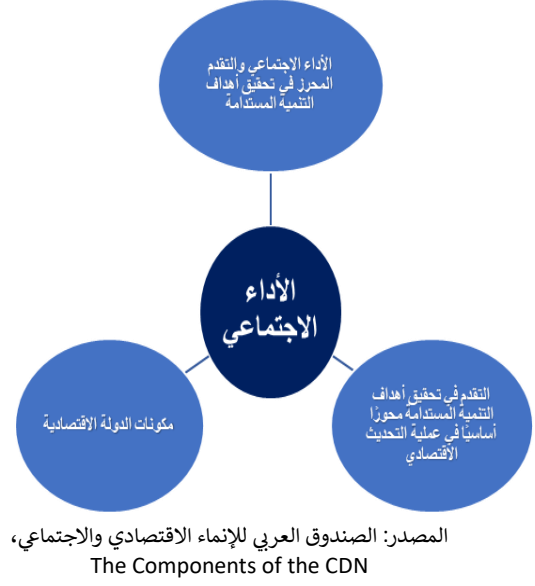 الأداء الاجتماعي والتقدم
المحرز في تحقيق أهداف
التنمية المستدامة
الأداء
الاجتماعي
التقدم في تحقيق أهداف
التنمية المستدامة محورًا
أساسيًا في عملية التحديث
الاقتصادي
مكونات الدولة الاقتصادية
المصدر: الصندوق العربي للإنماء الاقتصادي والاجتماعي،
The Components of the CDN